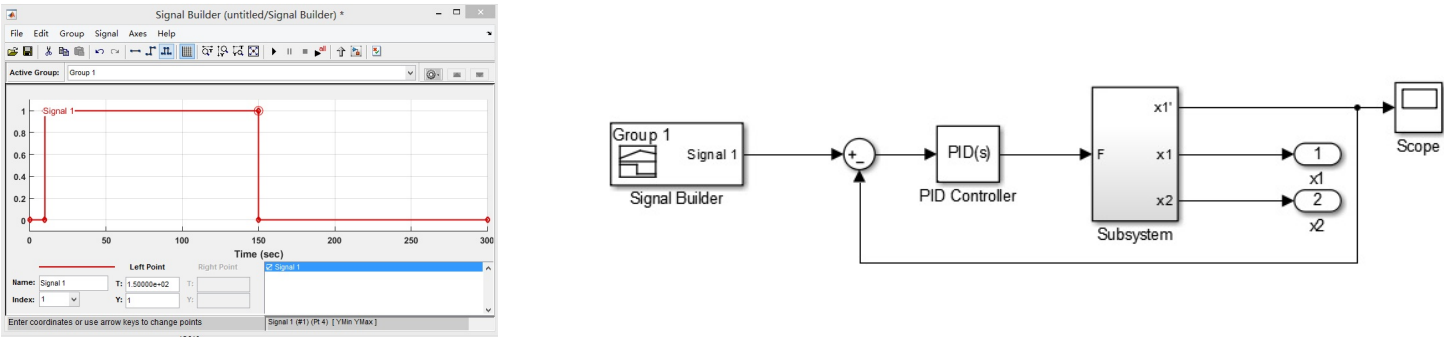 Signal Builder (untitled/Signal Builder) *
File Edit Group Signal Axes Help
all
Active Group: Group 1
Signal 1
1
0.8
0.6
0.4
0.2
0
0 50 100 150 200 250 300
Time (sec)
Left Point Right Point
Name: Signal 1 T: 1.50000e+02 T:
Index: 1 Y: 1 Y:
Signal 1
Enter coordinates or use arrow keys to change points Signal 1 (#1) (Pt 4) [ YMin YMax ]
Group 1
Signal 1
Signal Builder
+
-
PID(s)
PID Controller
F
x1'
x1
x2
Subsystem
Scope
1
x1
2
x2